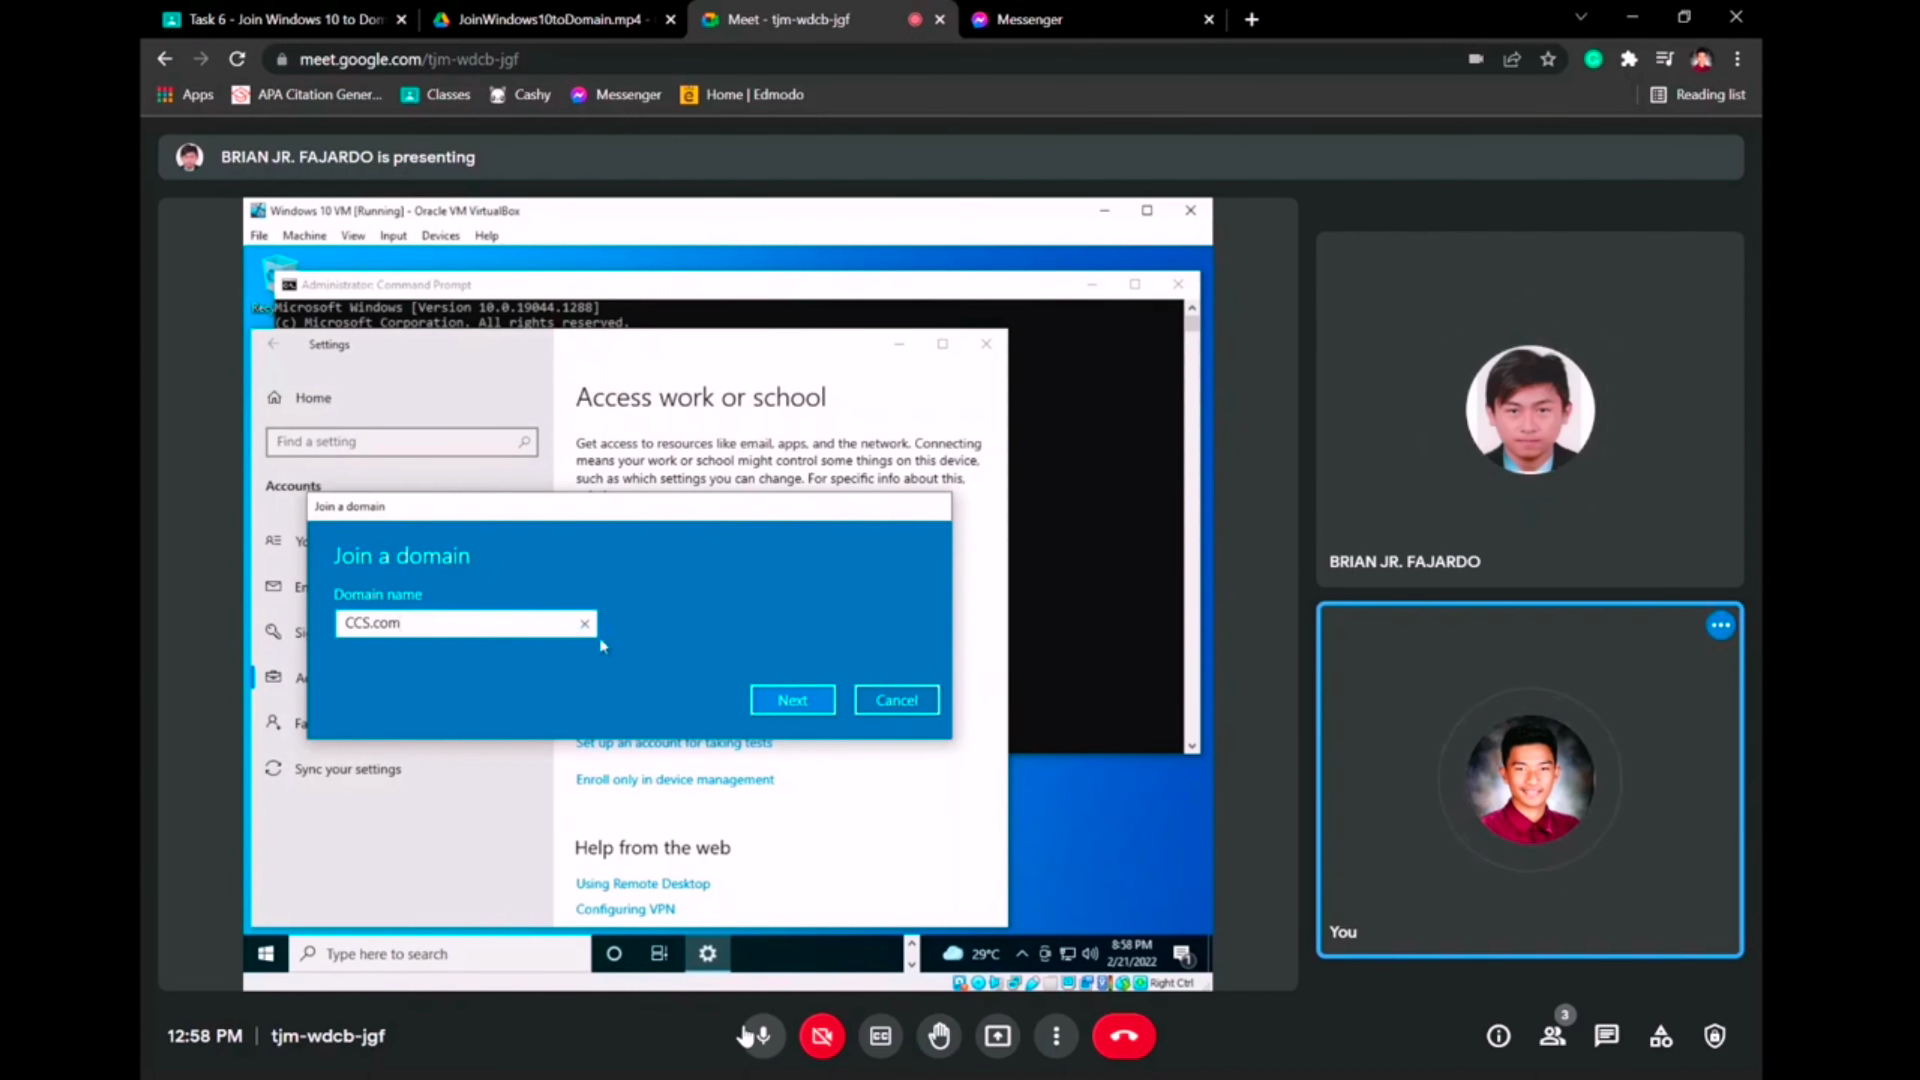 Task 6 - Join Windows 10 to Dom
JoinWindows10toDomain.mp4 -
Meet - tjm-wdcb-jgf
Messenger
meet.google.com/tjm-wdcb-jgf
Apps
APA Citation Gener...
Classes
Cashy
Messenger
Home | Edmodo
Reading list
BRIAN JR. FAJARDO is presenting
Windows 10 VM [Running] - Oracle VM VirtualBox
File Machine View Input Devices Help
Administrator: Command Prompt
Microsoft Windows [Version 10.0.19044.1288]
(c) Microsoft Corporation. All rights reserved.
Settings
Home
Find a setting
Accounts
Access work or school
Get access to resources like email, apps, and the network. Connecting
means your work or school might control some things on this device,
such as which settings you can change. For specific info about this,
Join a domain
Join a domain
Domain name
CCS.com
Next
Cancel
Set up an account for taking tests
Sync your settings
Enroll only in device management
Help from the web
Using Remote Desktop
Configuring VPN
Type here to search
29°C
8:58 PM
2/21/2022
1
Right Ctrl
BRIAN JR. FAJARDO
You
12:58 PM | tjm-wdcb-jgf
CC
3